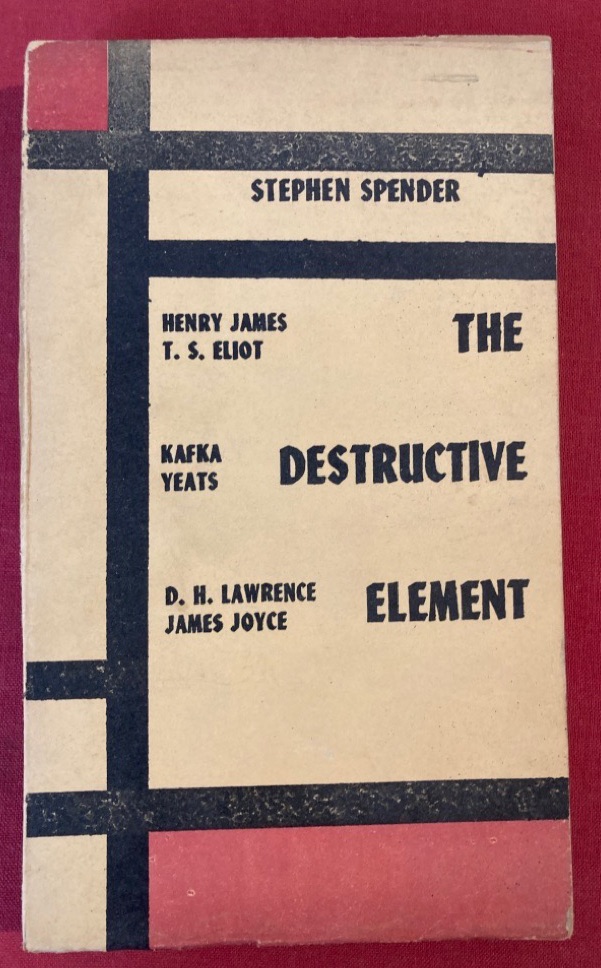 STEPHEN SPENDER
HENRY JAMES
T. S. ELIOT
THE
KAFKA
YEATS
DESTRUCTIVE
D. H. LAWRENCE
JAMES JOYCE
ELEMENT